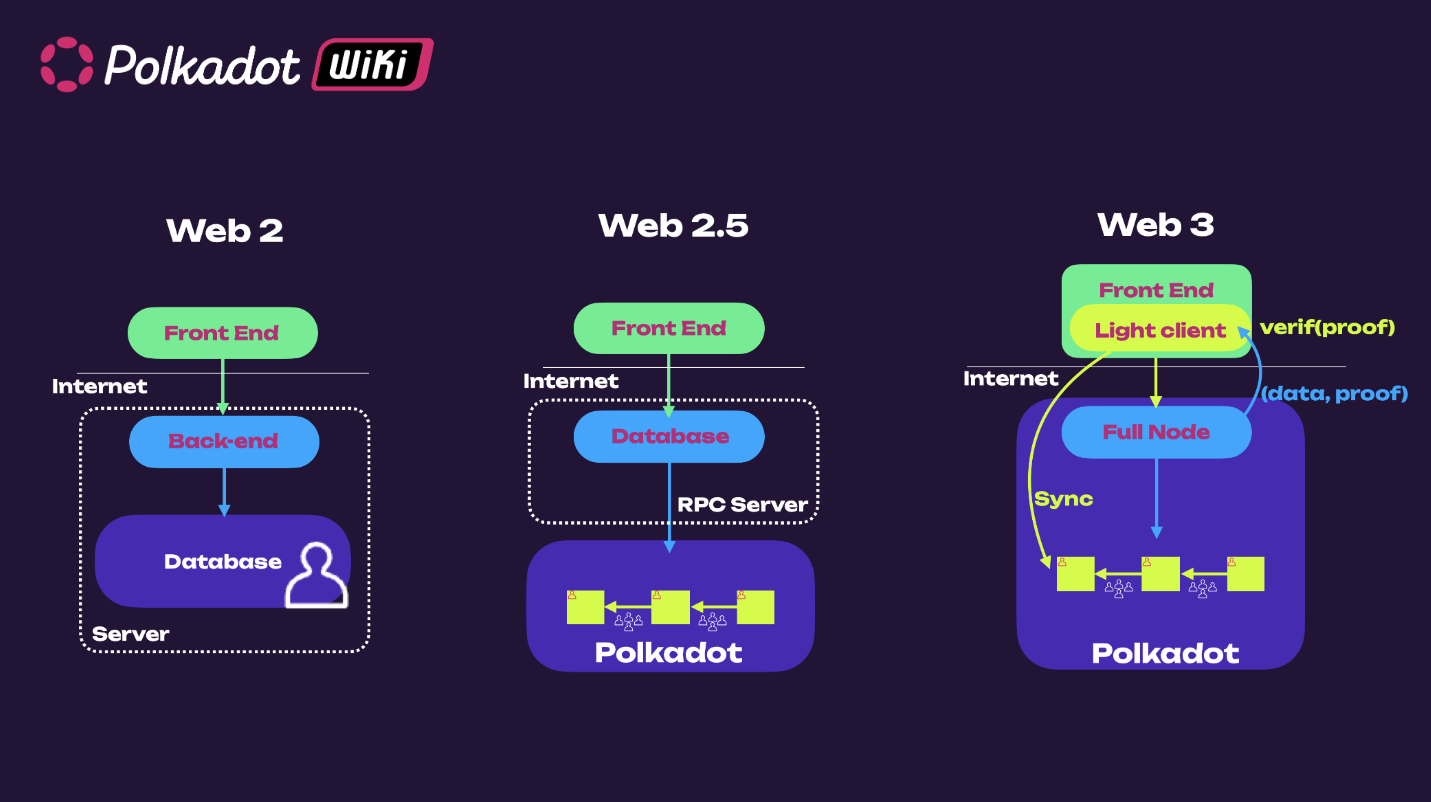 Polkadot WiKi
Web 2
Front End
Internet
Back-end
Database
Server
Web 2.5
Front End
Internet
Database
RPC Server
Polkadot
Web 3
Front End
Light client
verif(proof)
Internet
(data, proof)
Full Node
Sync
Polkadot